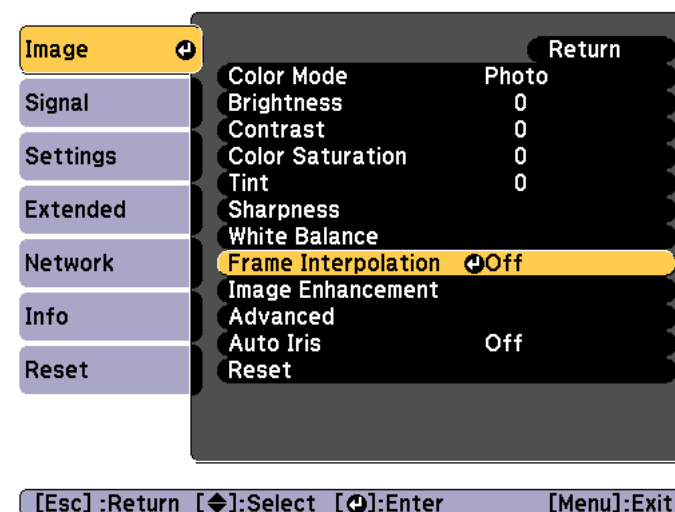 Image
Signal
Settings
Extended
Network
Info
Reset
Return
Color Mode Photo
Brightness 0
Contrast 0
Color Saturation 0
Tint 0
Sharpness
White Balance
Frame Interpolation Off
Image Enhancement
Advanced
Auto Iris Off
Reset
[Esc] :Return [◆]:Select [⏎]:Enter [Menu]:Exit